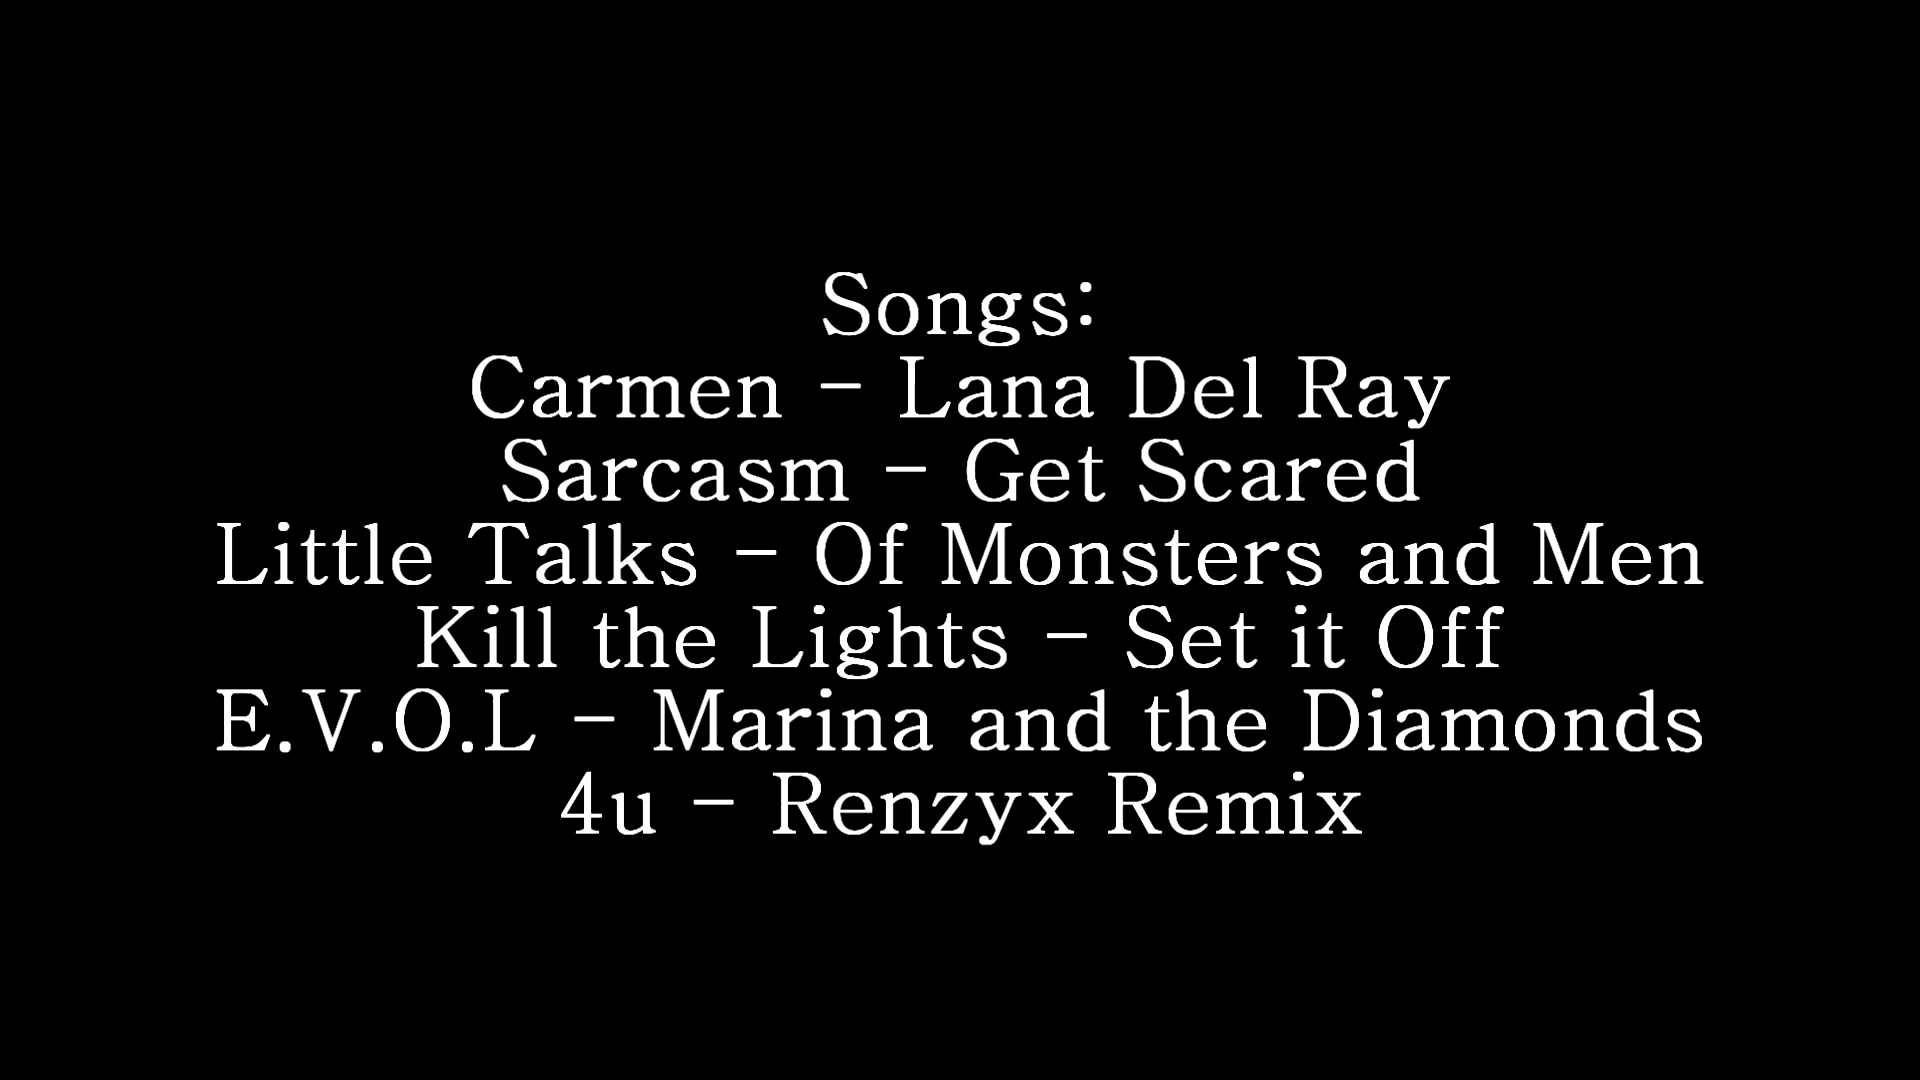 Songs:
Carmen - Lana Del Ray
Sarcasm - Get Scared
Little Talks - Of Monsters and Men
Kill the Lights - Set it Off
E.V.O.L - Marina and the Diamonds
4u - Renzyx Remix